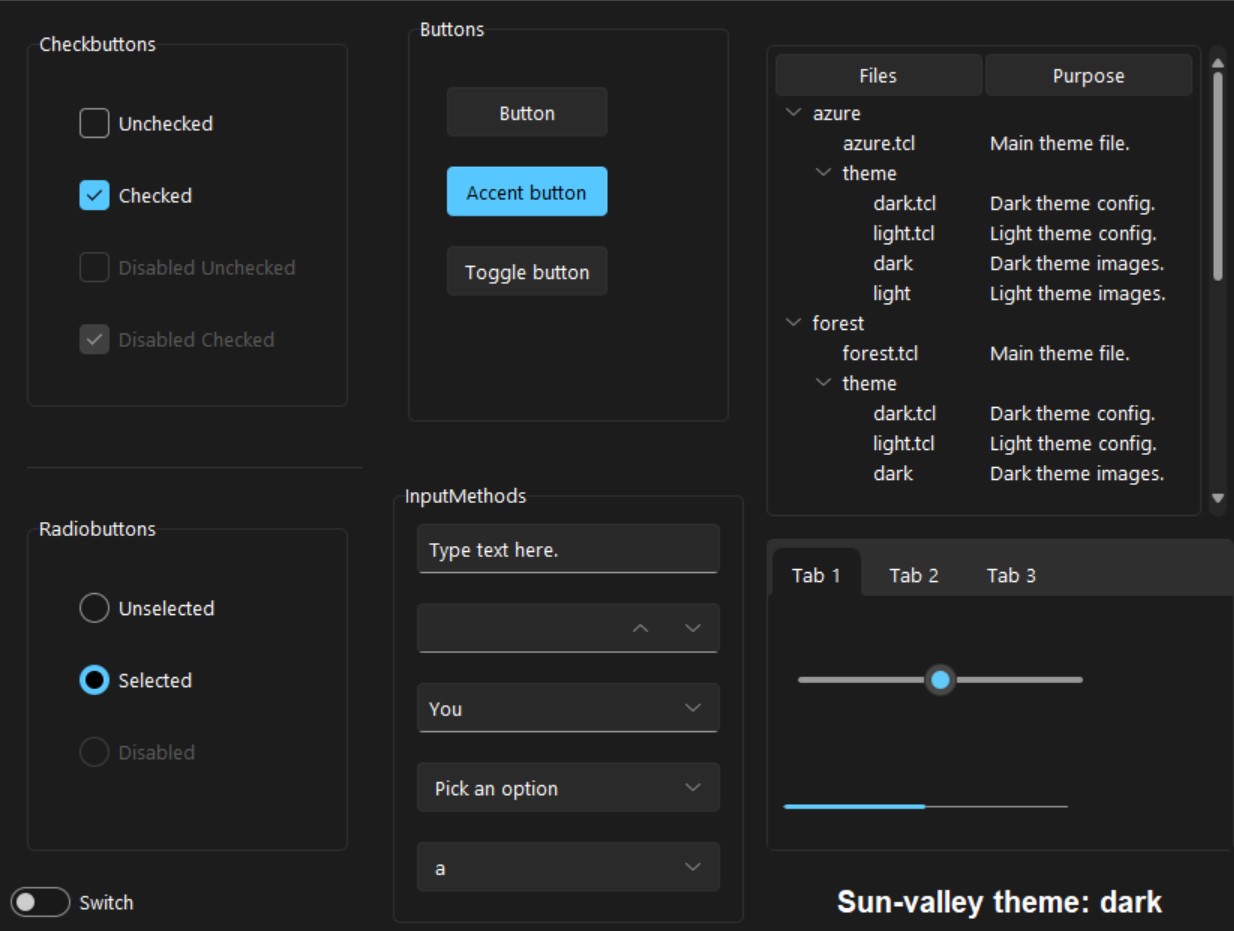 Checkbuttons
Unchecked
Checked
Disabled Unchecked
Disabled Checked
Radiobuttons
Unselected
Selected
Disabled
Switch
Buttons
Button
Accent button
Toggle button
InputMethods
Type text here.
You
Pick an option
a
Files Purpose
azure
azure.tcl Main theme file.
theme
dark.tcl Dark theme config.
light.tcl Light theme config.
dark Dark theme images.
light Light theme images.
forest
forest.tcl Main theme file.
theme
dark.tcl Dark theme config.
light.tcl Light theme config.
dark Dark theme images.
Tab 1 Tab 2 Tab 3
Sun-valley theme: dark